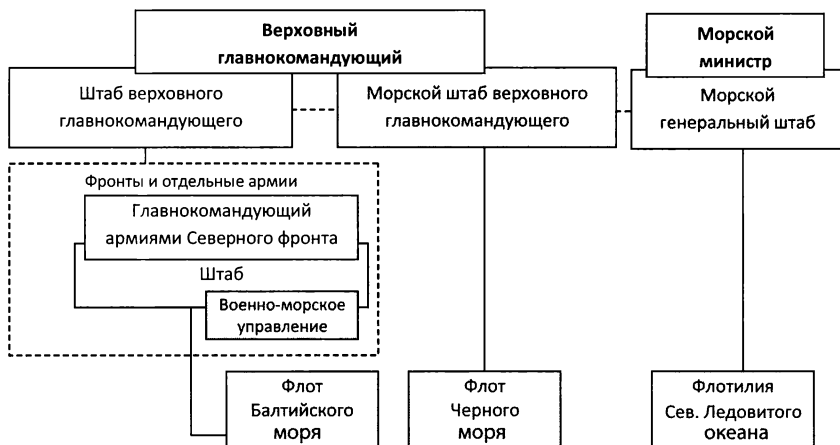 Верховный
главнокомандующий
Морской
министр
Штаб верховного
главнокомандующего
Морской штаб верховного
главнокомандующего
Морской
генеральный штаб
Фронты и отдельные армии
Главнокомандующий
армиями Северного фронта
Штаб
Военно-морское
управление
Флот
Балтийского
моря
Флот
Черного
моря
Флотилия
Сев. Ледовитого
океана